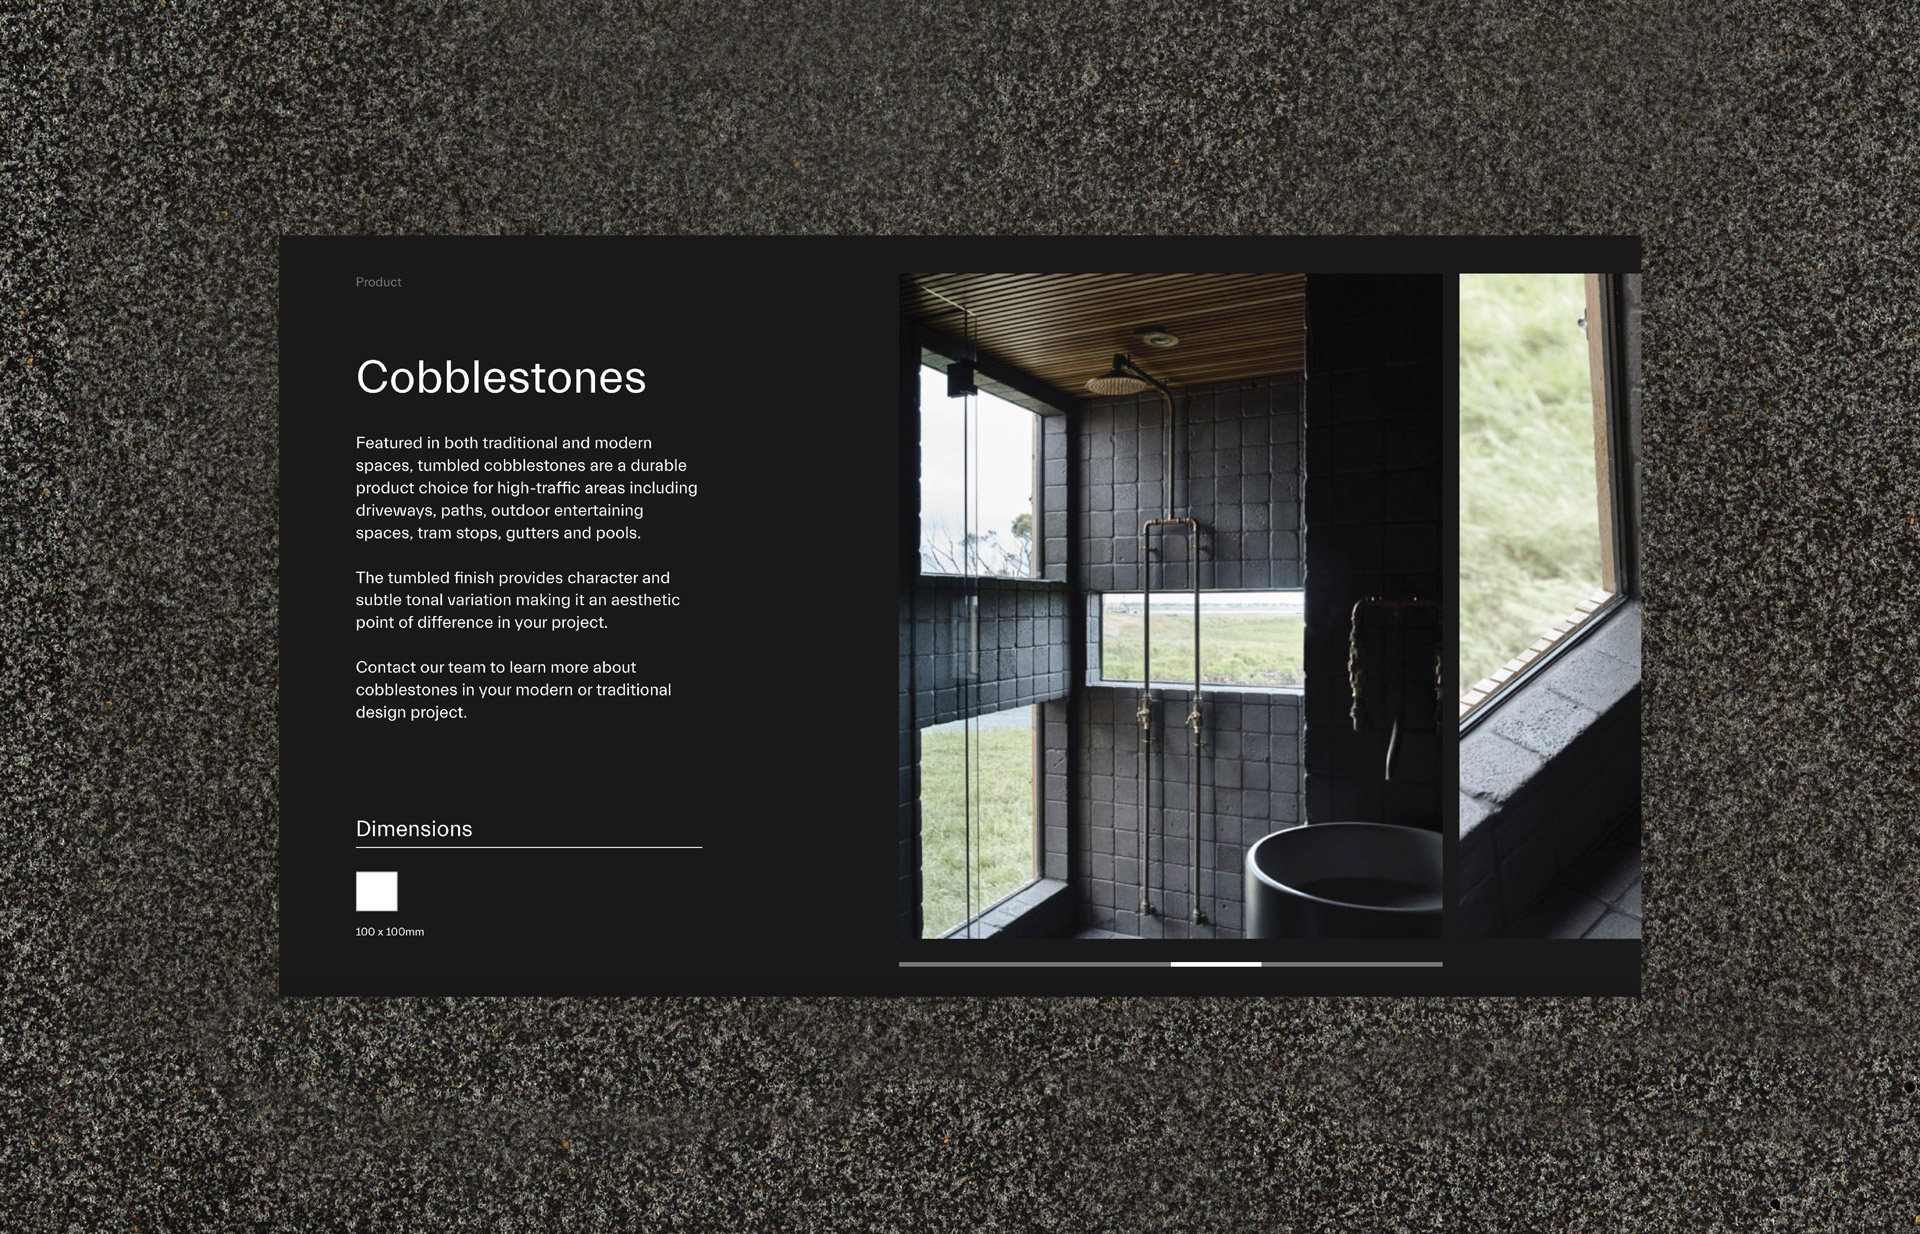 Product
Cobblestones
Featured in both traditional and modern
spaces, tumbled cobblestones are a durable
product choice for high-traffic areas including
driveways, paths, outdoor entertaining
spaces, tram stops, gutters and pools.
The tumbled finish provides character and
subtle tonal variation making it an aesthetic
point of difference in your project.
Contact our team to learn more about
cobblestones in your modern or traditional
design project.
Dimensions
100 x 100mm